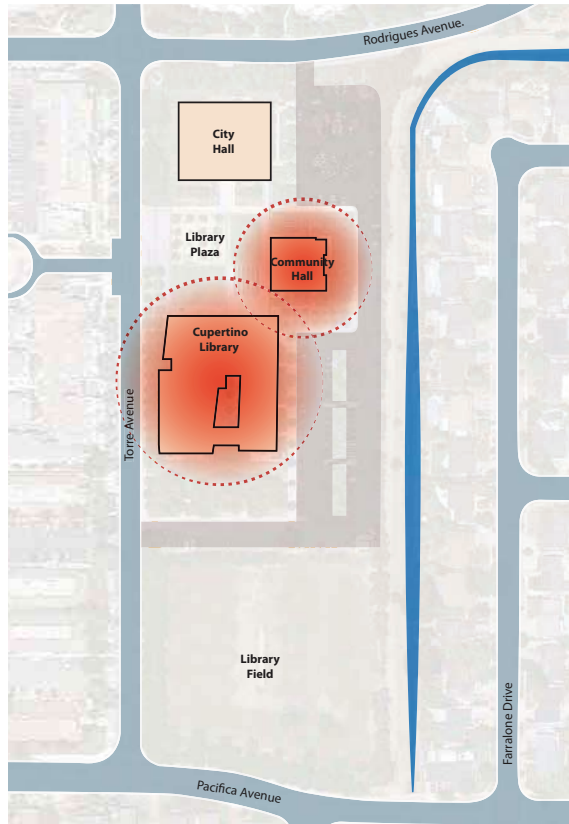 Rodrigues Avenue.
City
Hall
Library
Plaza
Community
Hall
Cupertino
Library
Torre Avenue
Library
Field
Farralone Drive
Pacifica Avenue